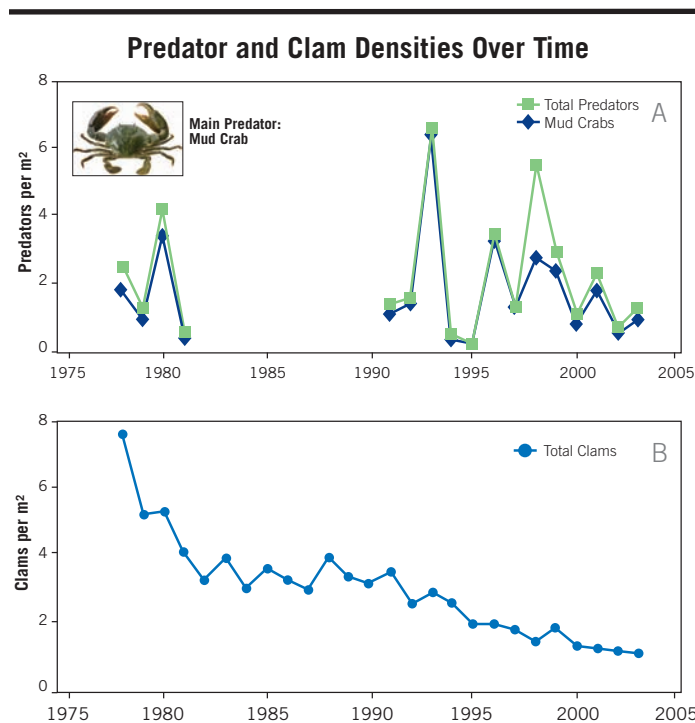 Predator and Clam Densities Over Time
8
6
4
2
0
Predators per m²
Main Predator:
Mud Crab
Total Predators
Mud Crabs
A
1975 1980 1985 1990 1995 2000 2005
8
6
4
2
0
Clams per m²
Total Clams
B
1975 1980 1985 1990 1995 2000 2005